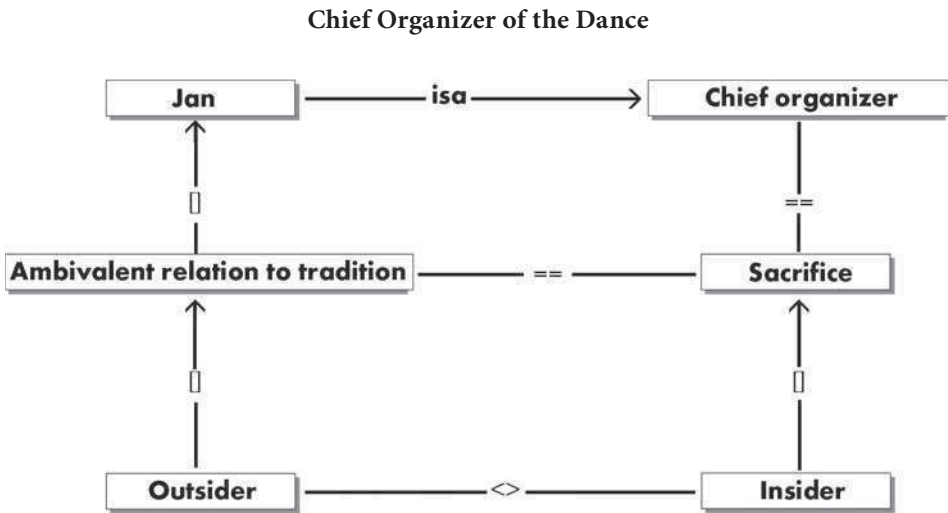 Chief Organizer of the Dance
Jan isa Chief organizer
[] ==
Ambivalent relation to tradition == Sacrifice
[] []
Outsider <> Insider